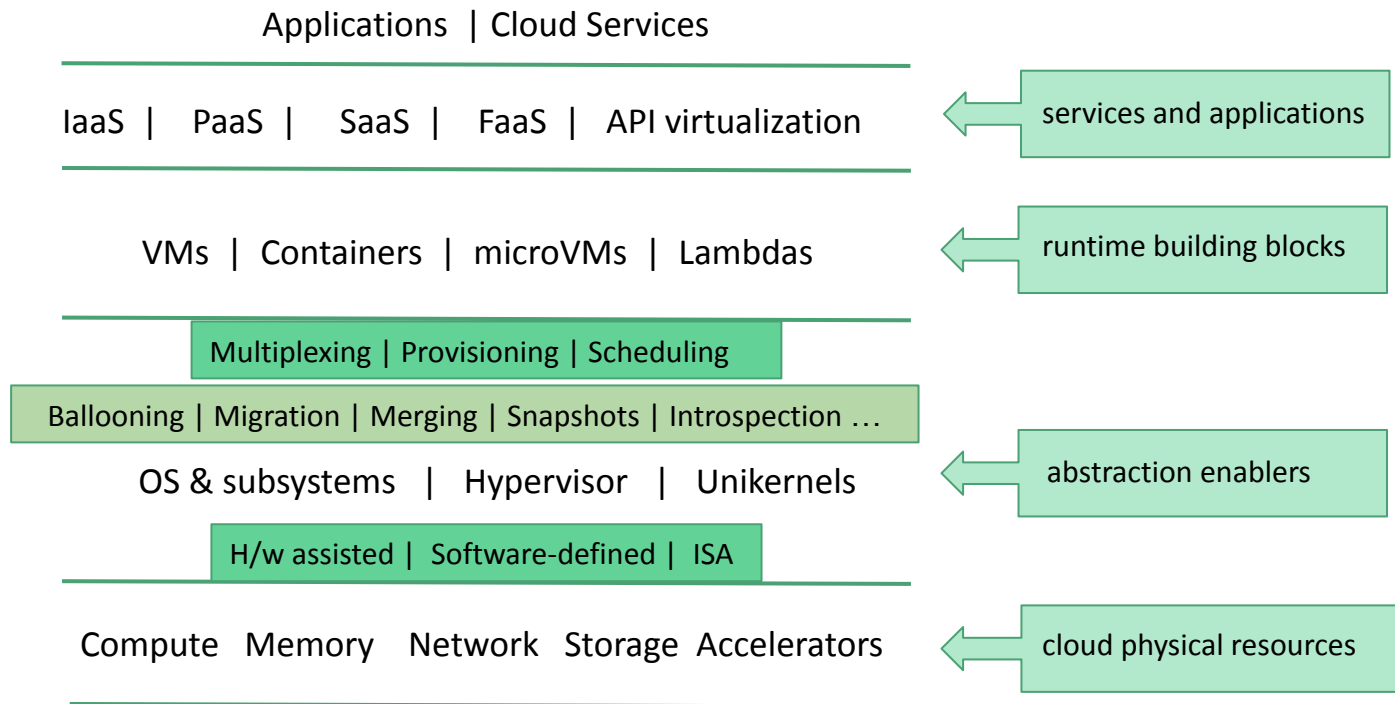 Applications | Cloud Services
IaaS | PaaS | SaaS | FaaS | API virtualization
services and applications
VMs | Containers | microVMs | Lambdas
runtime building blocks
Multiplexing | Provisioning | Scheduling
Ballooning | Migration | Merging | Snapshots | Introspection …
OS & subsystems | Hypervisor | Unikernels
abstraction enablers
H/w assisted | Software-defined | ISA
Compute Memory Network Storage Accelerators
cloud physical resources